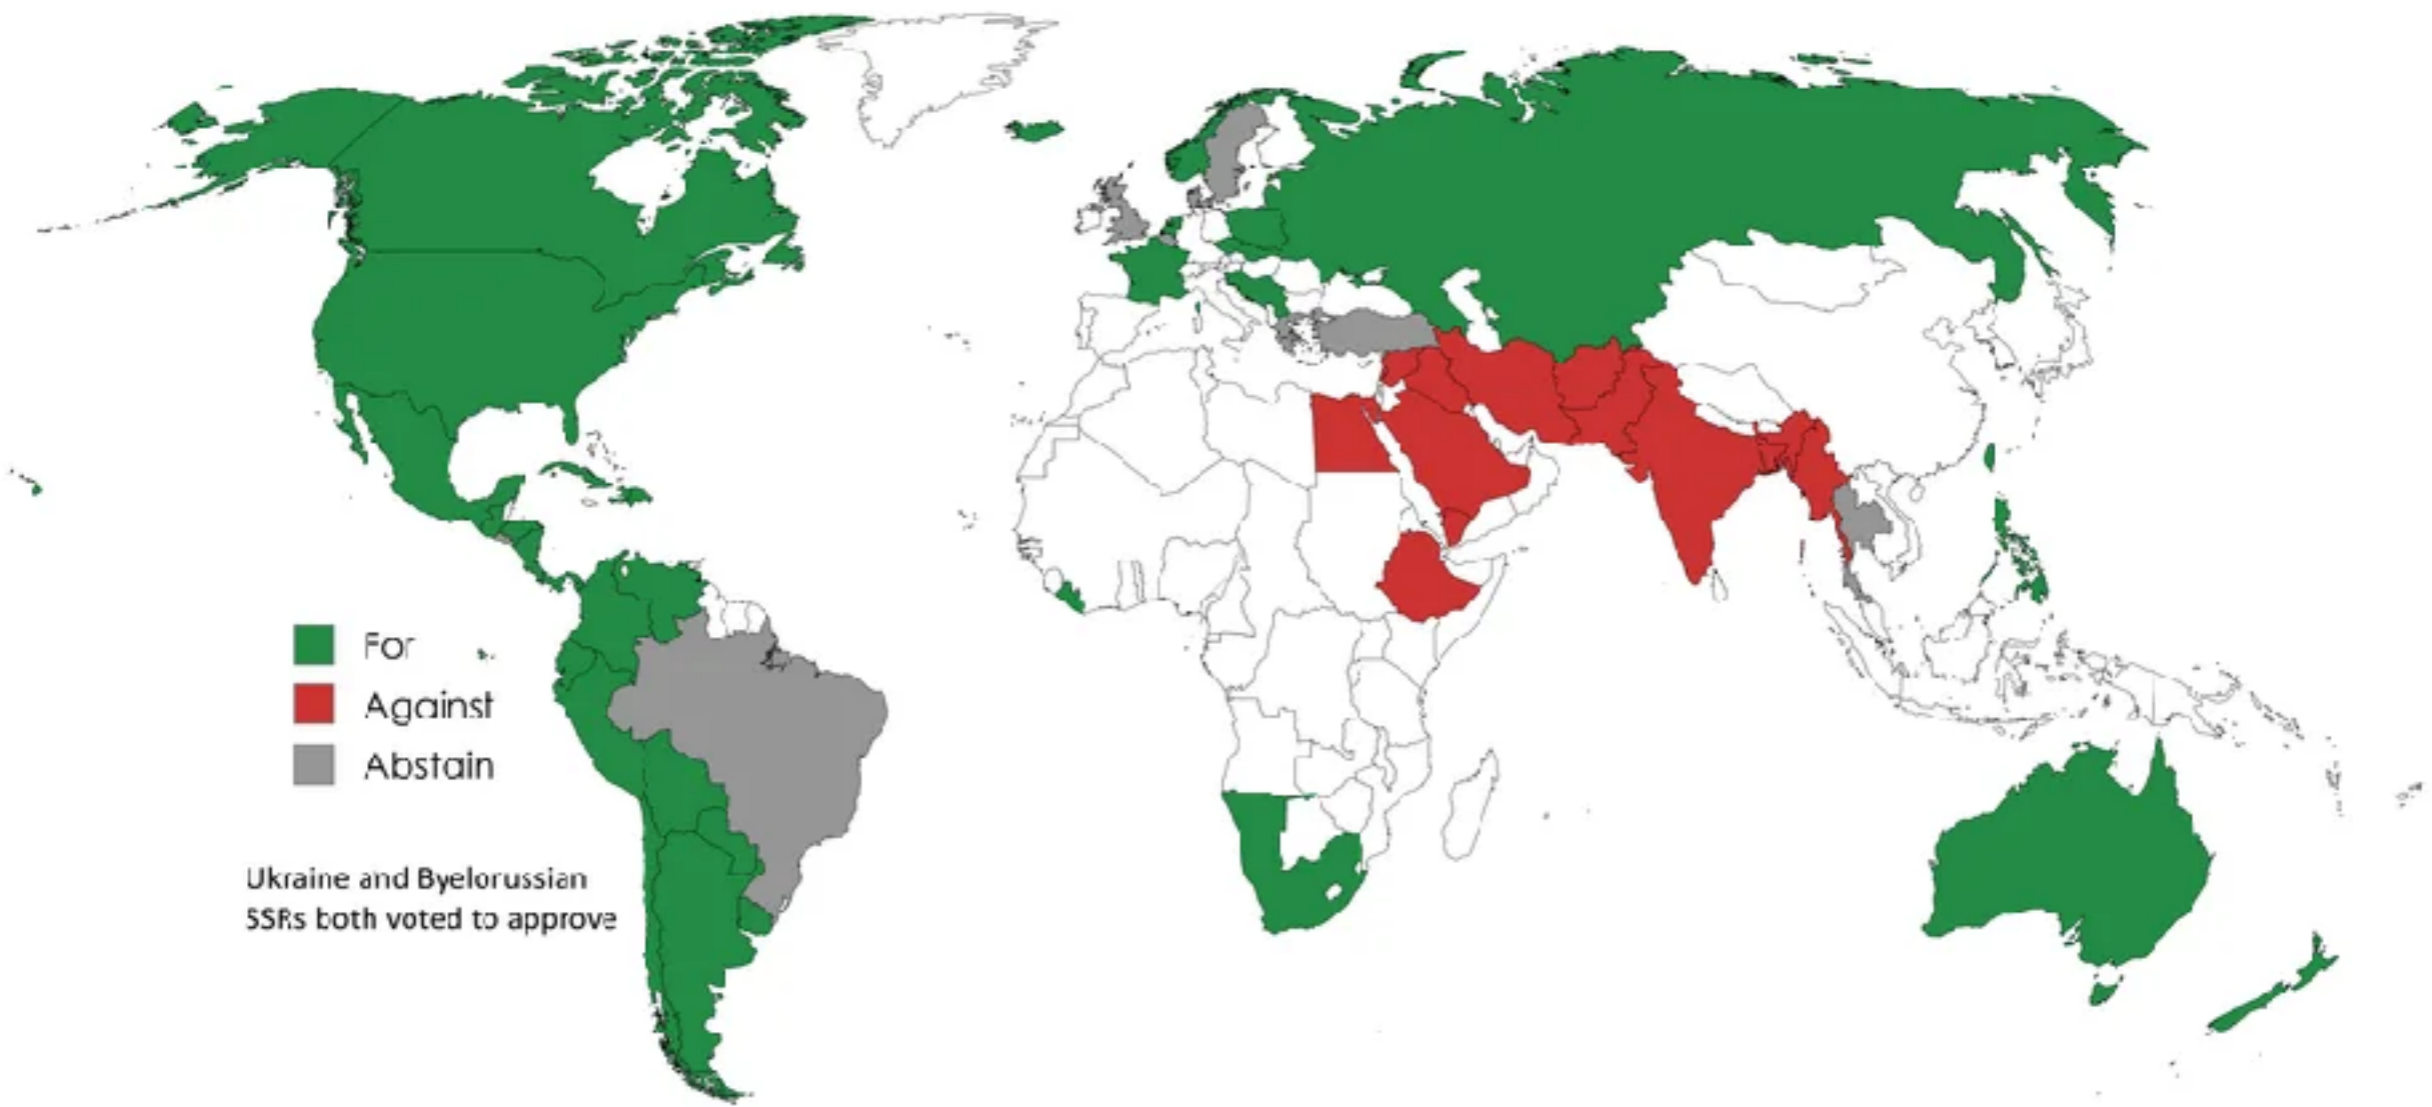 For
Against
Abstain
Ukraine and Byelorussian
SSRs both voted to approve